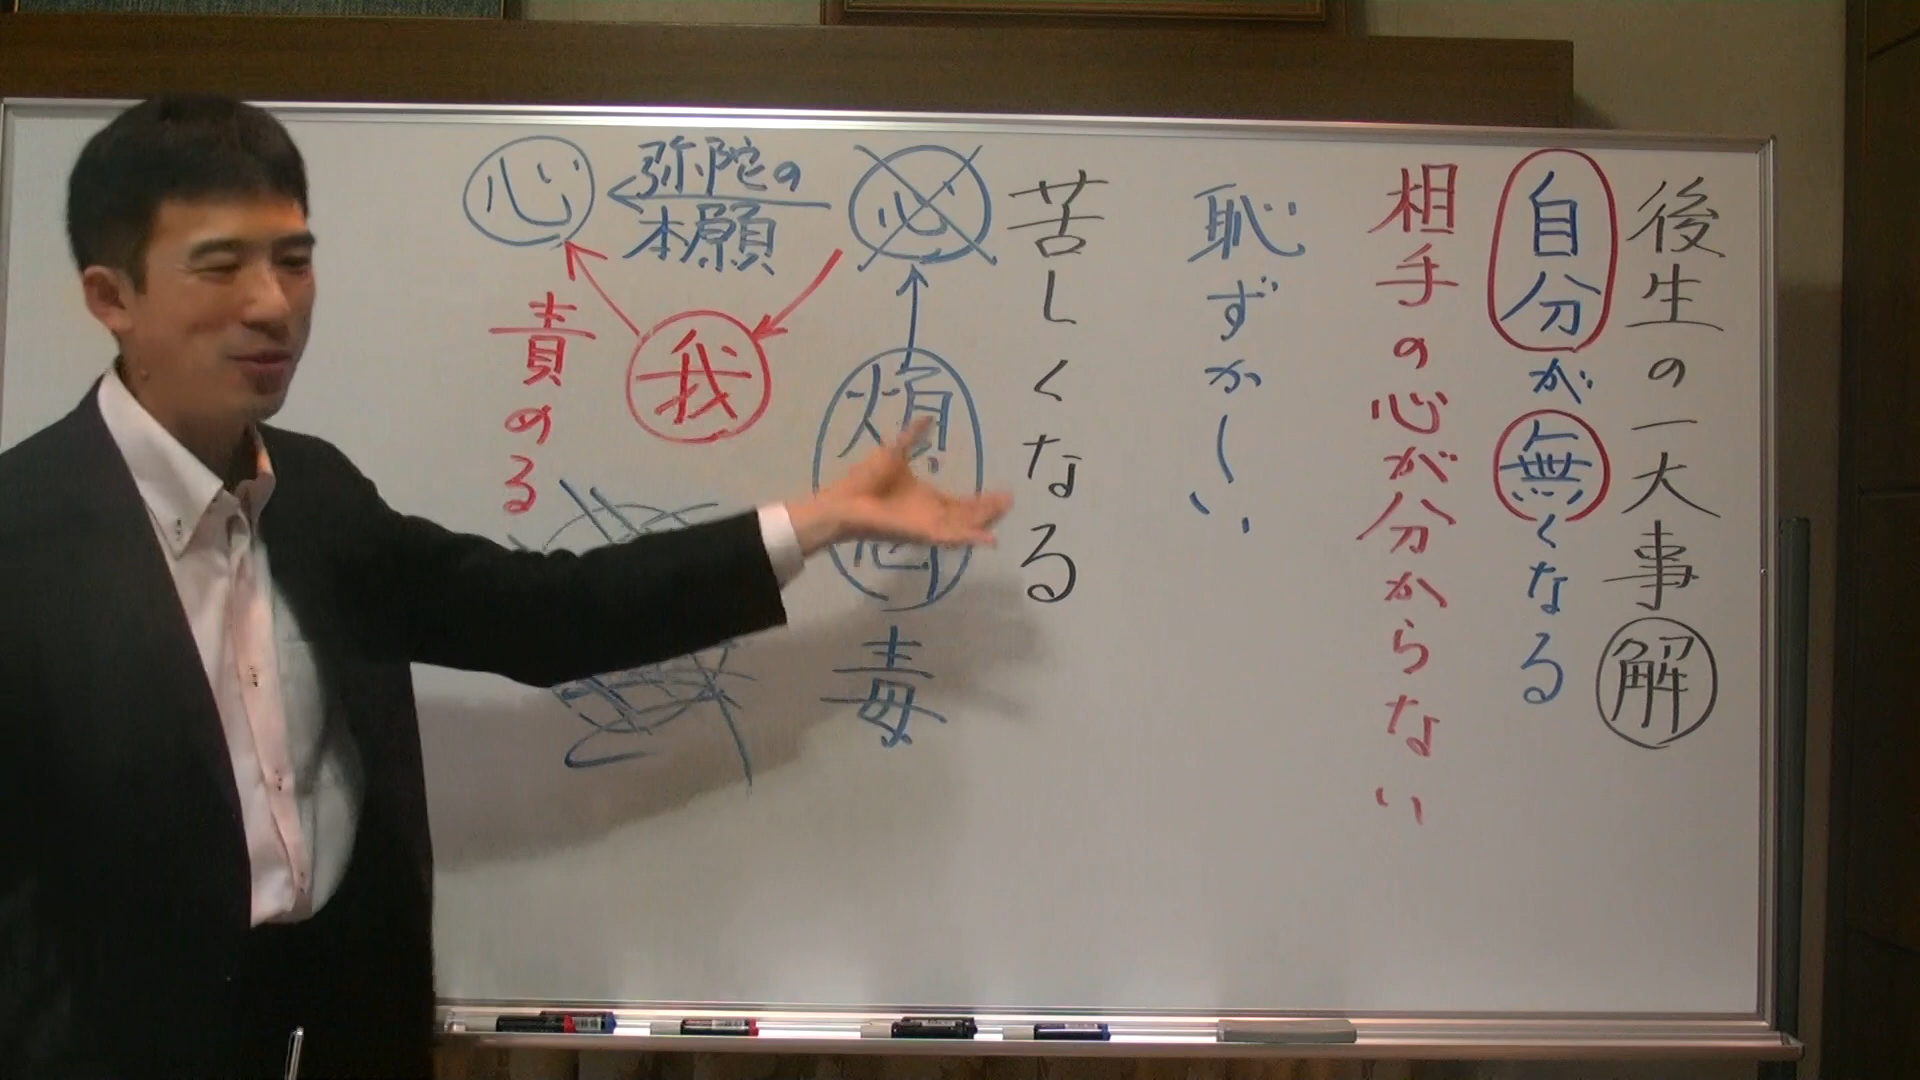 後生の一大事解
自分が無くなる
相手の心が分からない
恥ずかしい
苦しくなる
心
煩悩
毒
弥陀の
本願
我
心
責める